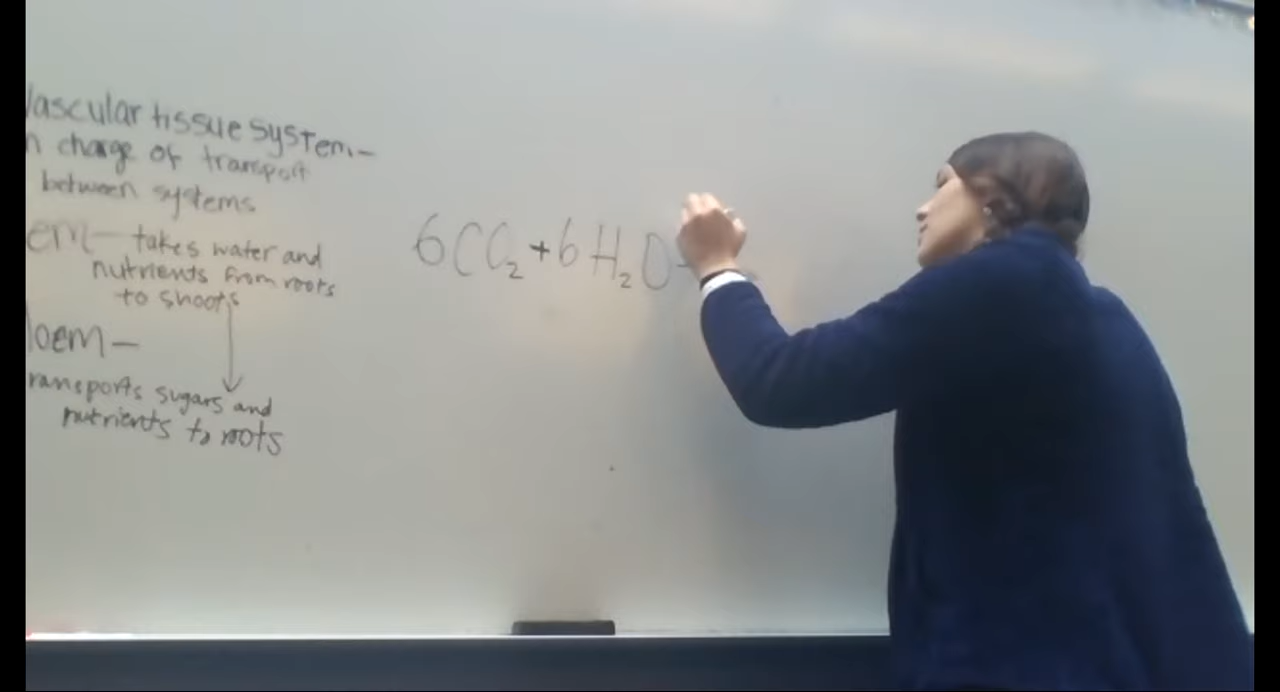 Vascular tissue system-
n charge of transport
between systems
em- takes water and
nutrients from roots
to shoots
loem-
ransports sugars and
nutrients to roots
6CO₂+6H₂O